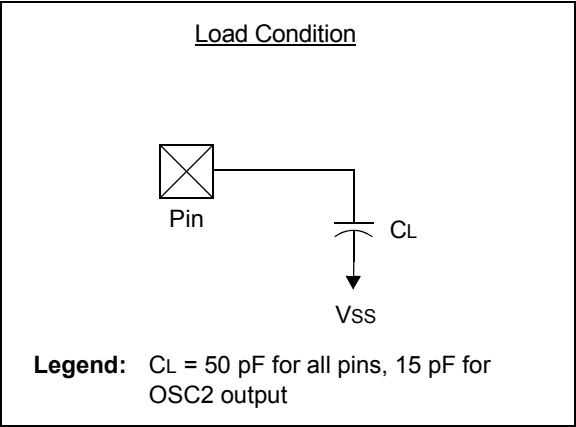 Load Condition
Pin
CL
VSS
Legend: CL = 50 pF for all pins, 15 pF for
OSC2 output